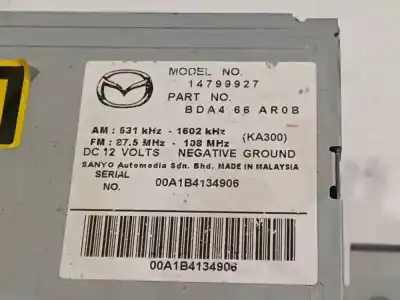 MODEL NO.
14799927
PART NO.
BDA4 66 AR0B
AM : 531 kHz - 1602 kHz (KA300)
FM : 87.5 MHz - 108 MHz
DC 12 VOLTS NEGATIVE GROUND
SANYO Automedia Sdn. Bhd. MADE IN MALAYSIA
SERIAL
NO. 00A1B4134906
00A1B4134906